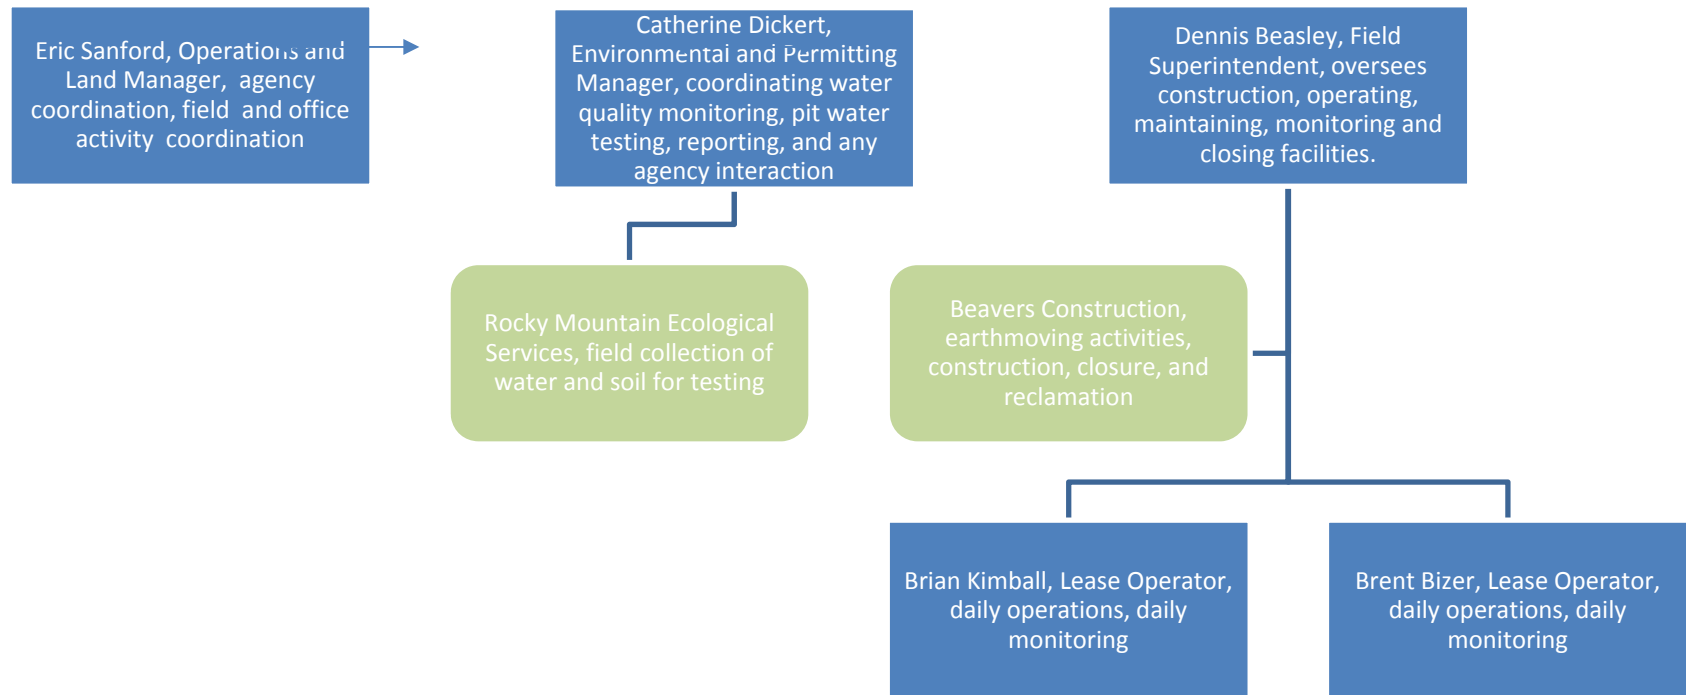 Eric Sanford, Operations and
Land Manager, agency
coordination, field and office
activity coordination
Catherine Dickert,
Environmental and Permitting
Manager, coordinating water
quality monitoring, pit water
testing, reporting, and any
agency interaction
Dennis Beasley, Field
Superintendent, oversees
construction, operating,
maintaining, monitoring and
closing facilities.
Rocky Mountain Ecological
Services, field collection of
water and soil for testing
Beavers Construction,
earthmoving activities,
construction, closure, and
reclamation
Brian Kimball, Lease Operator,
daily operations, daily
monitoring
Brent Bizer, Lease Operator,
daily operations, daily
monitoring